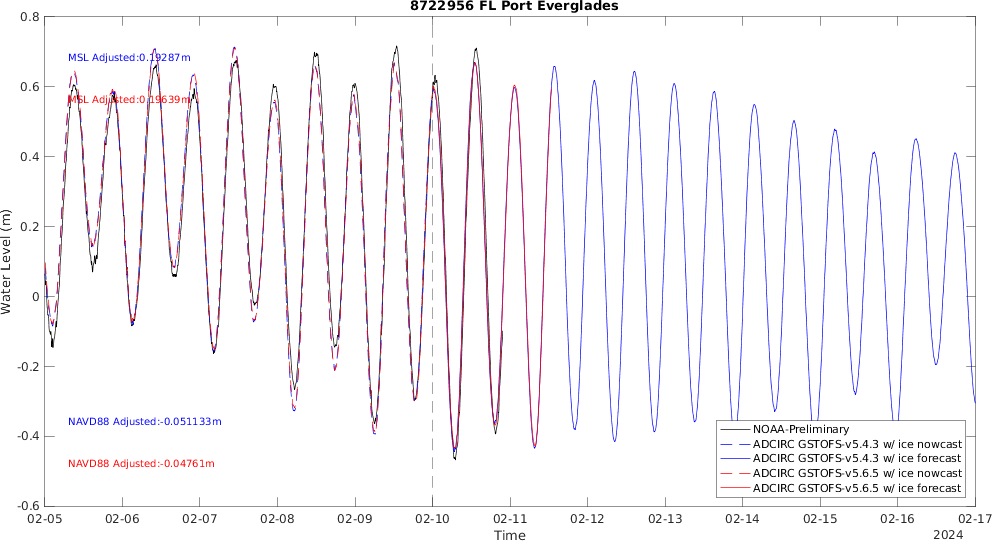 8722956 FL Port Everglades
0.8
0.6
0.4
0.2
0
-0.2
-0.4
-0.6
Water Level (m)
MSL Adjusted:0.19287m
MSL Adjusted:0.19639m
NAVD88 Adjusted:-0.051133m
NAVD88 Adjusted:-0.04761m
NOAA-Preliminary
ADCIRC GSTOFS-v5.4.3 w/ ice nowcast
ADCIRC GSTOFS-v5.4.3 w/ ice forecast
ADCIRC GSTOFS-v5.6.5 w/ ice nowcast
ADCIRC GSTOFS-v5.6.5 w/ ice forecast
02-05 02-06 02-07 02-08 02-09 02-10 02-11 02-12 02-13 02-14 02-15 02-16 02-17
Time
2024